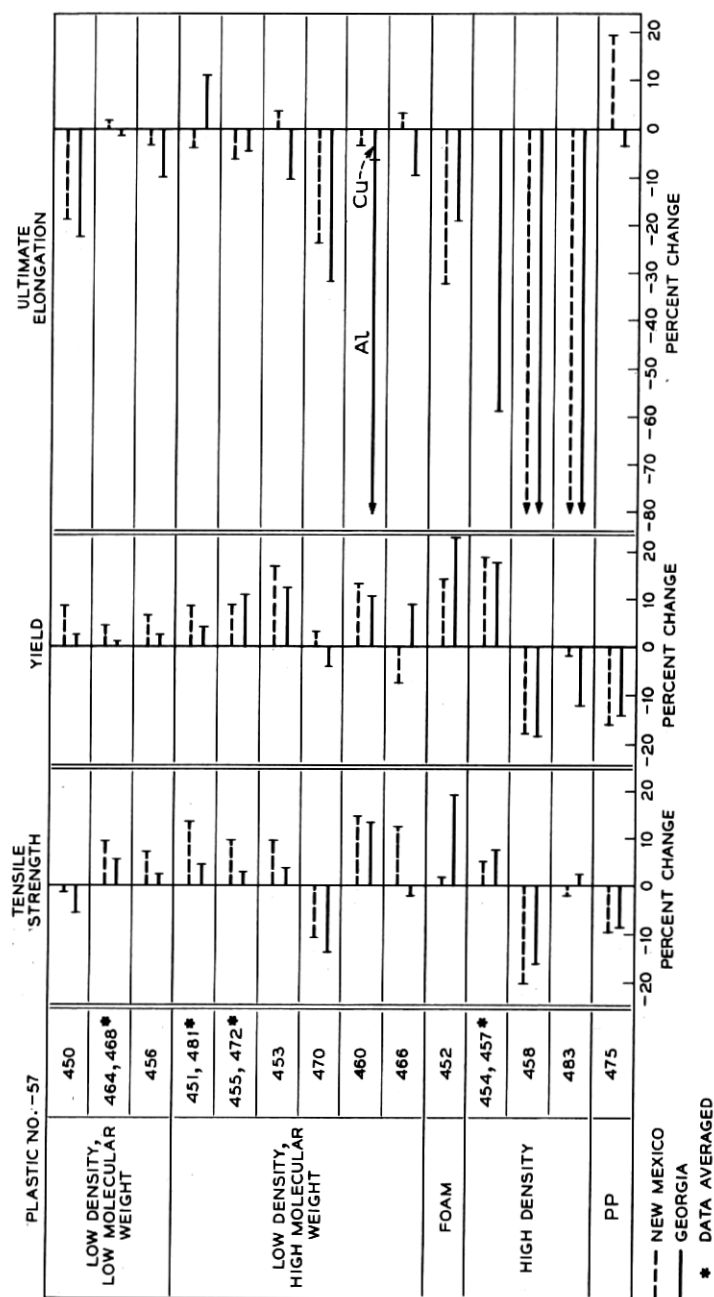 PLASTIC NO.-57
TENSILE
STRENGTH
YIELD
ULTIMATE
ELONGATION
LOW DENSITY,
LOW MOLECULAR
WEIGHT
450
464, 468*
456
LOW DENSITY,
HIGH MOLECULAR
WEIGHT
451, 481*
455, 472*
453
470
460
Al
Cu
466
FOAM
452
HIGH DENSITY
454, 457*
458
483
PP
475
-20 -10 0 10 20
PERCENT CHANGE
-20 -10 0 10 20
PERCENT CHANGE
-80 -70 -60 -50 -40 -30 -20 -10 0 10 20
PERCENT CHANGE
NEW MEXICO
GEORGIA
* DATA AVERAGED